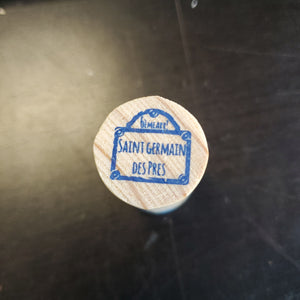 SAINT GERMAIN
DES PRES